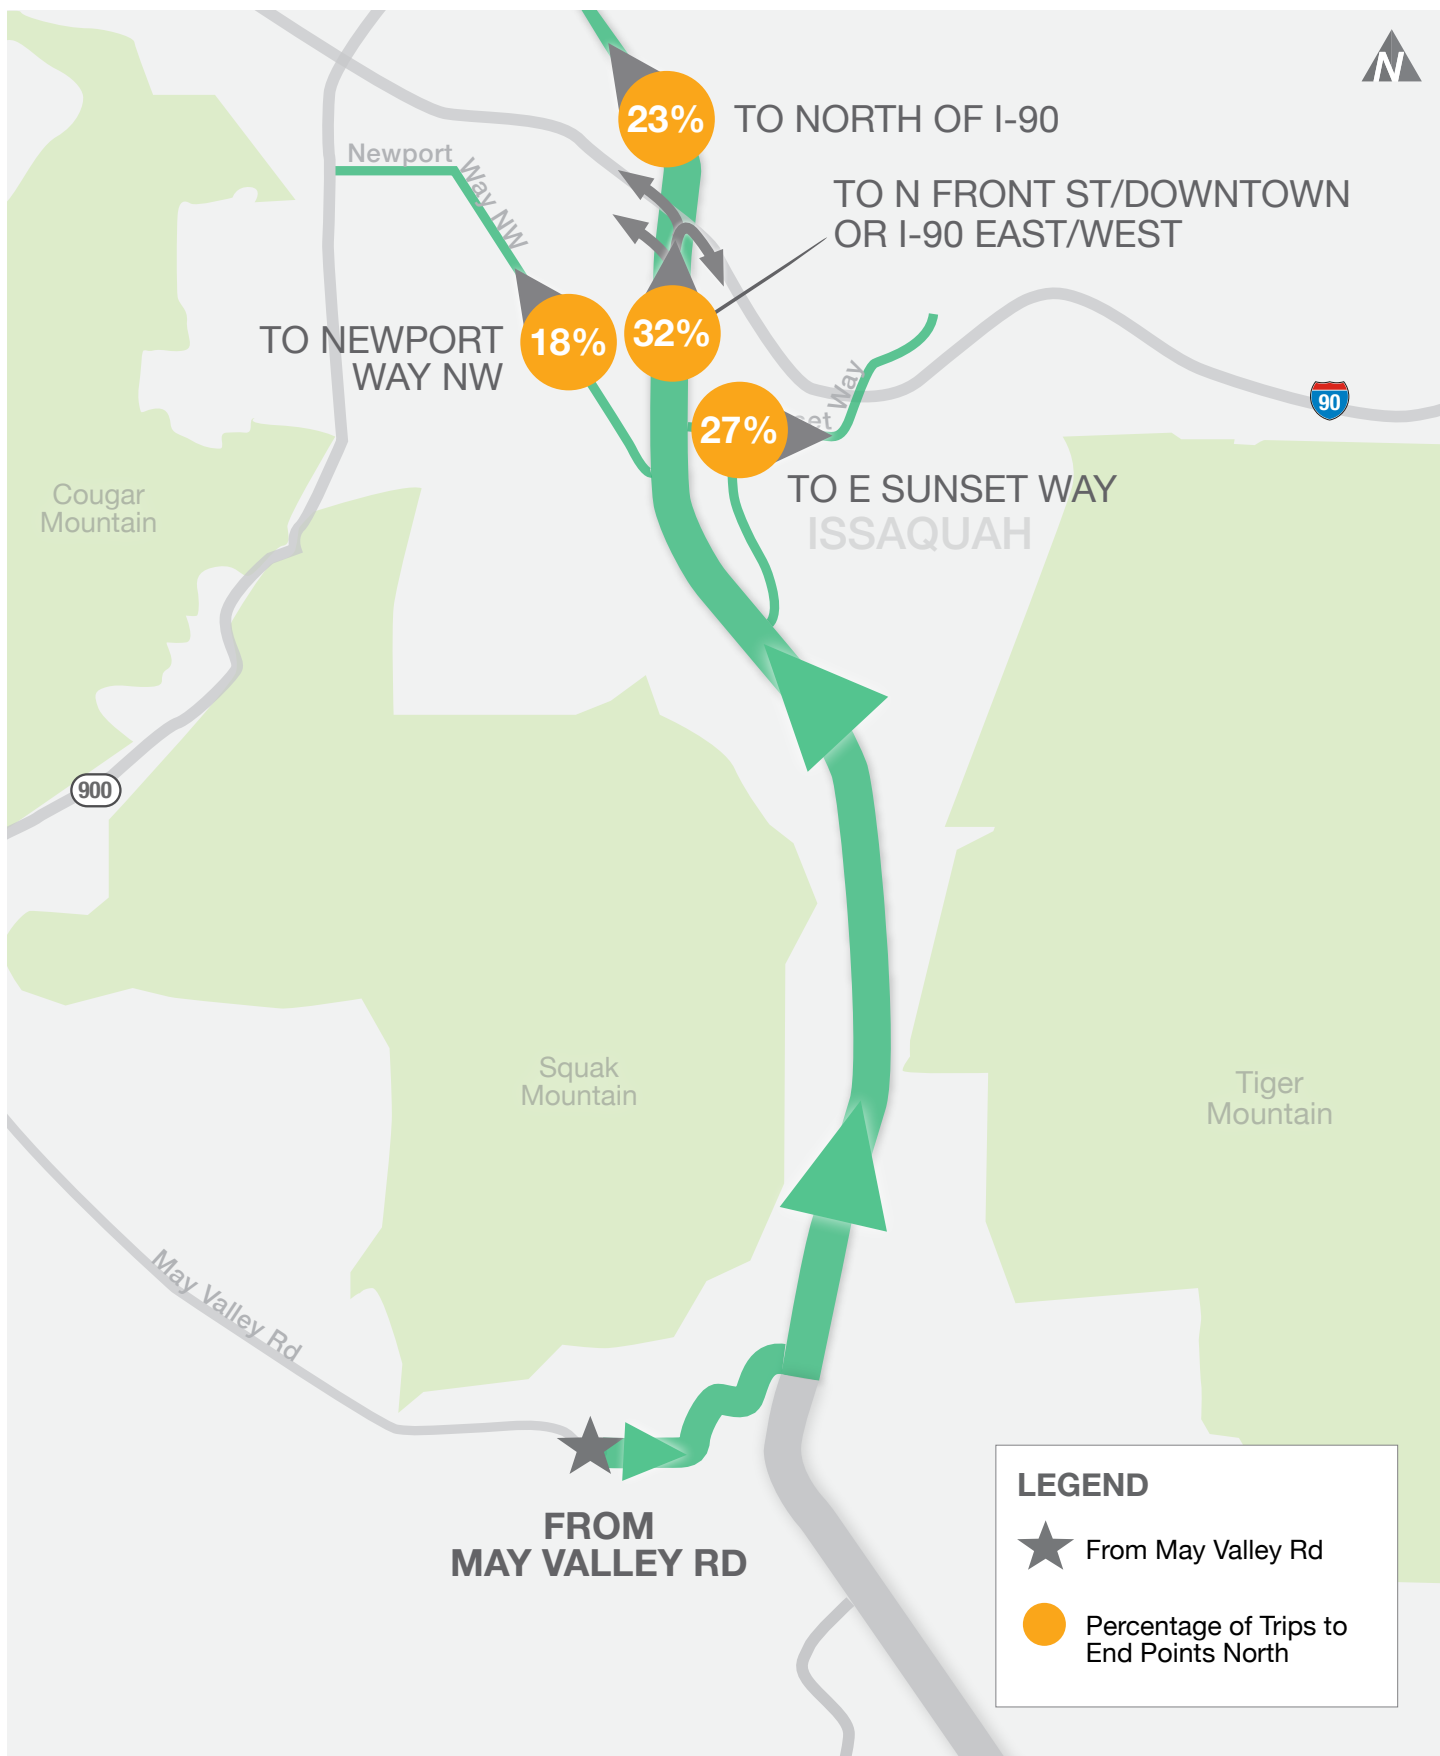 N
23%
TO NORTH OF I-90
Newport
Way NW
TO N FRONT ST/DOWNTOWN
OR I-90 EAST/WEST
TO NEWPORT
WAY NW
18%
32%
Way
90
27%
et
TO E SUNSET WAY
ISSAQUAH
Cougar
Mountain
900
Squak
Mountain
Tiger
Mountain
May Valley Rd
FROM
MAY VALLEY RD
LEGEND
From May Valley Rd
Percentage of Trips to
End Points North